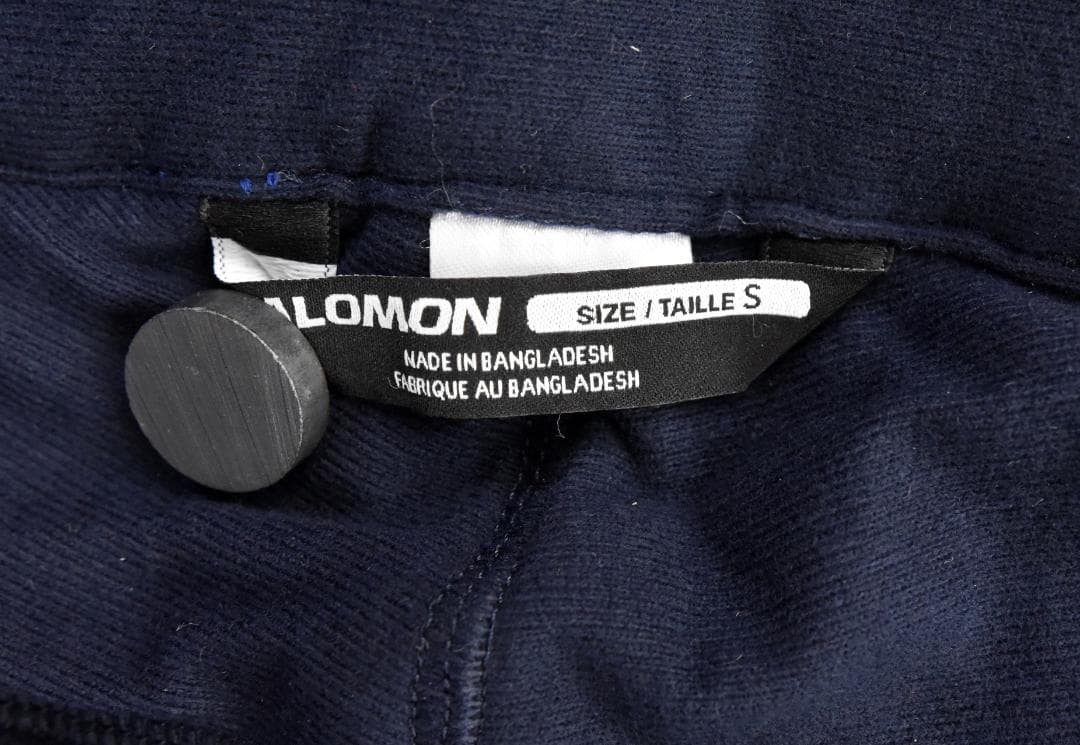 ALOMON
SIZE / TAILLE S
MADE IN BANGLADESH
FABRIQUE AU BANGLADESH